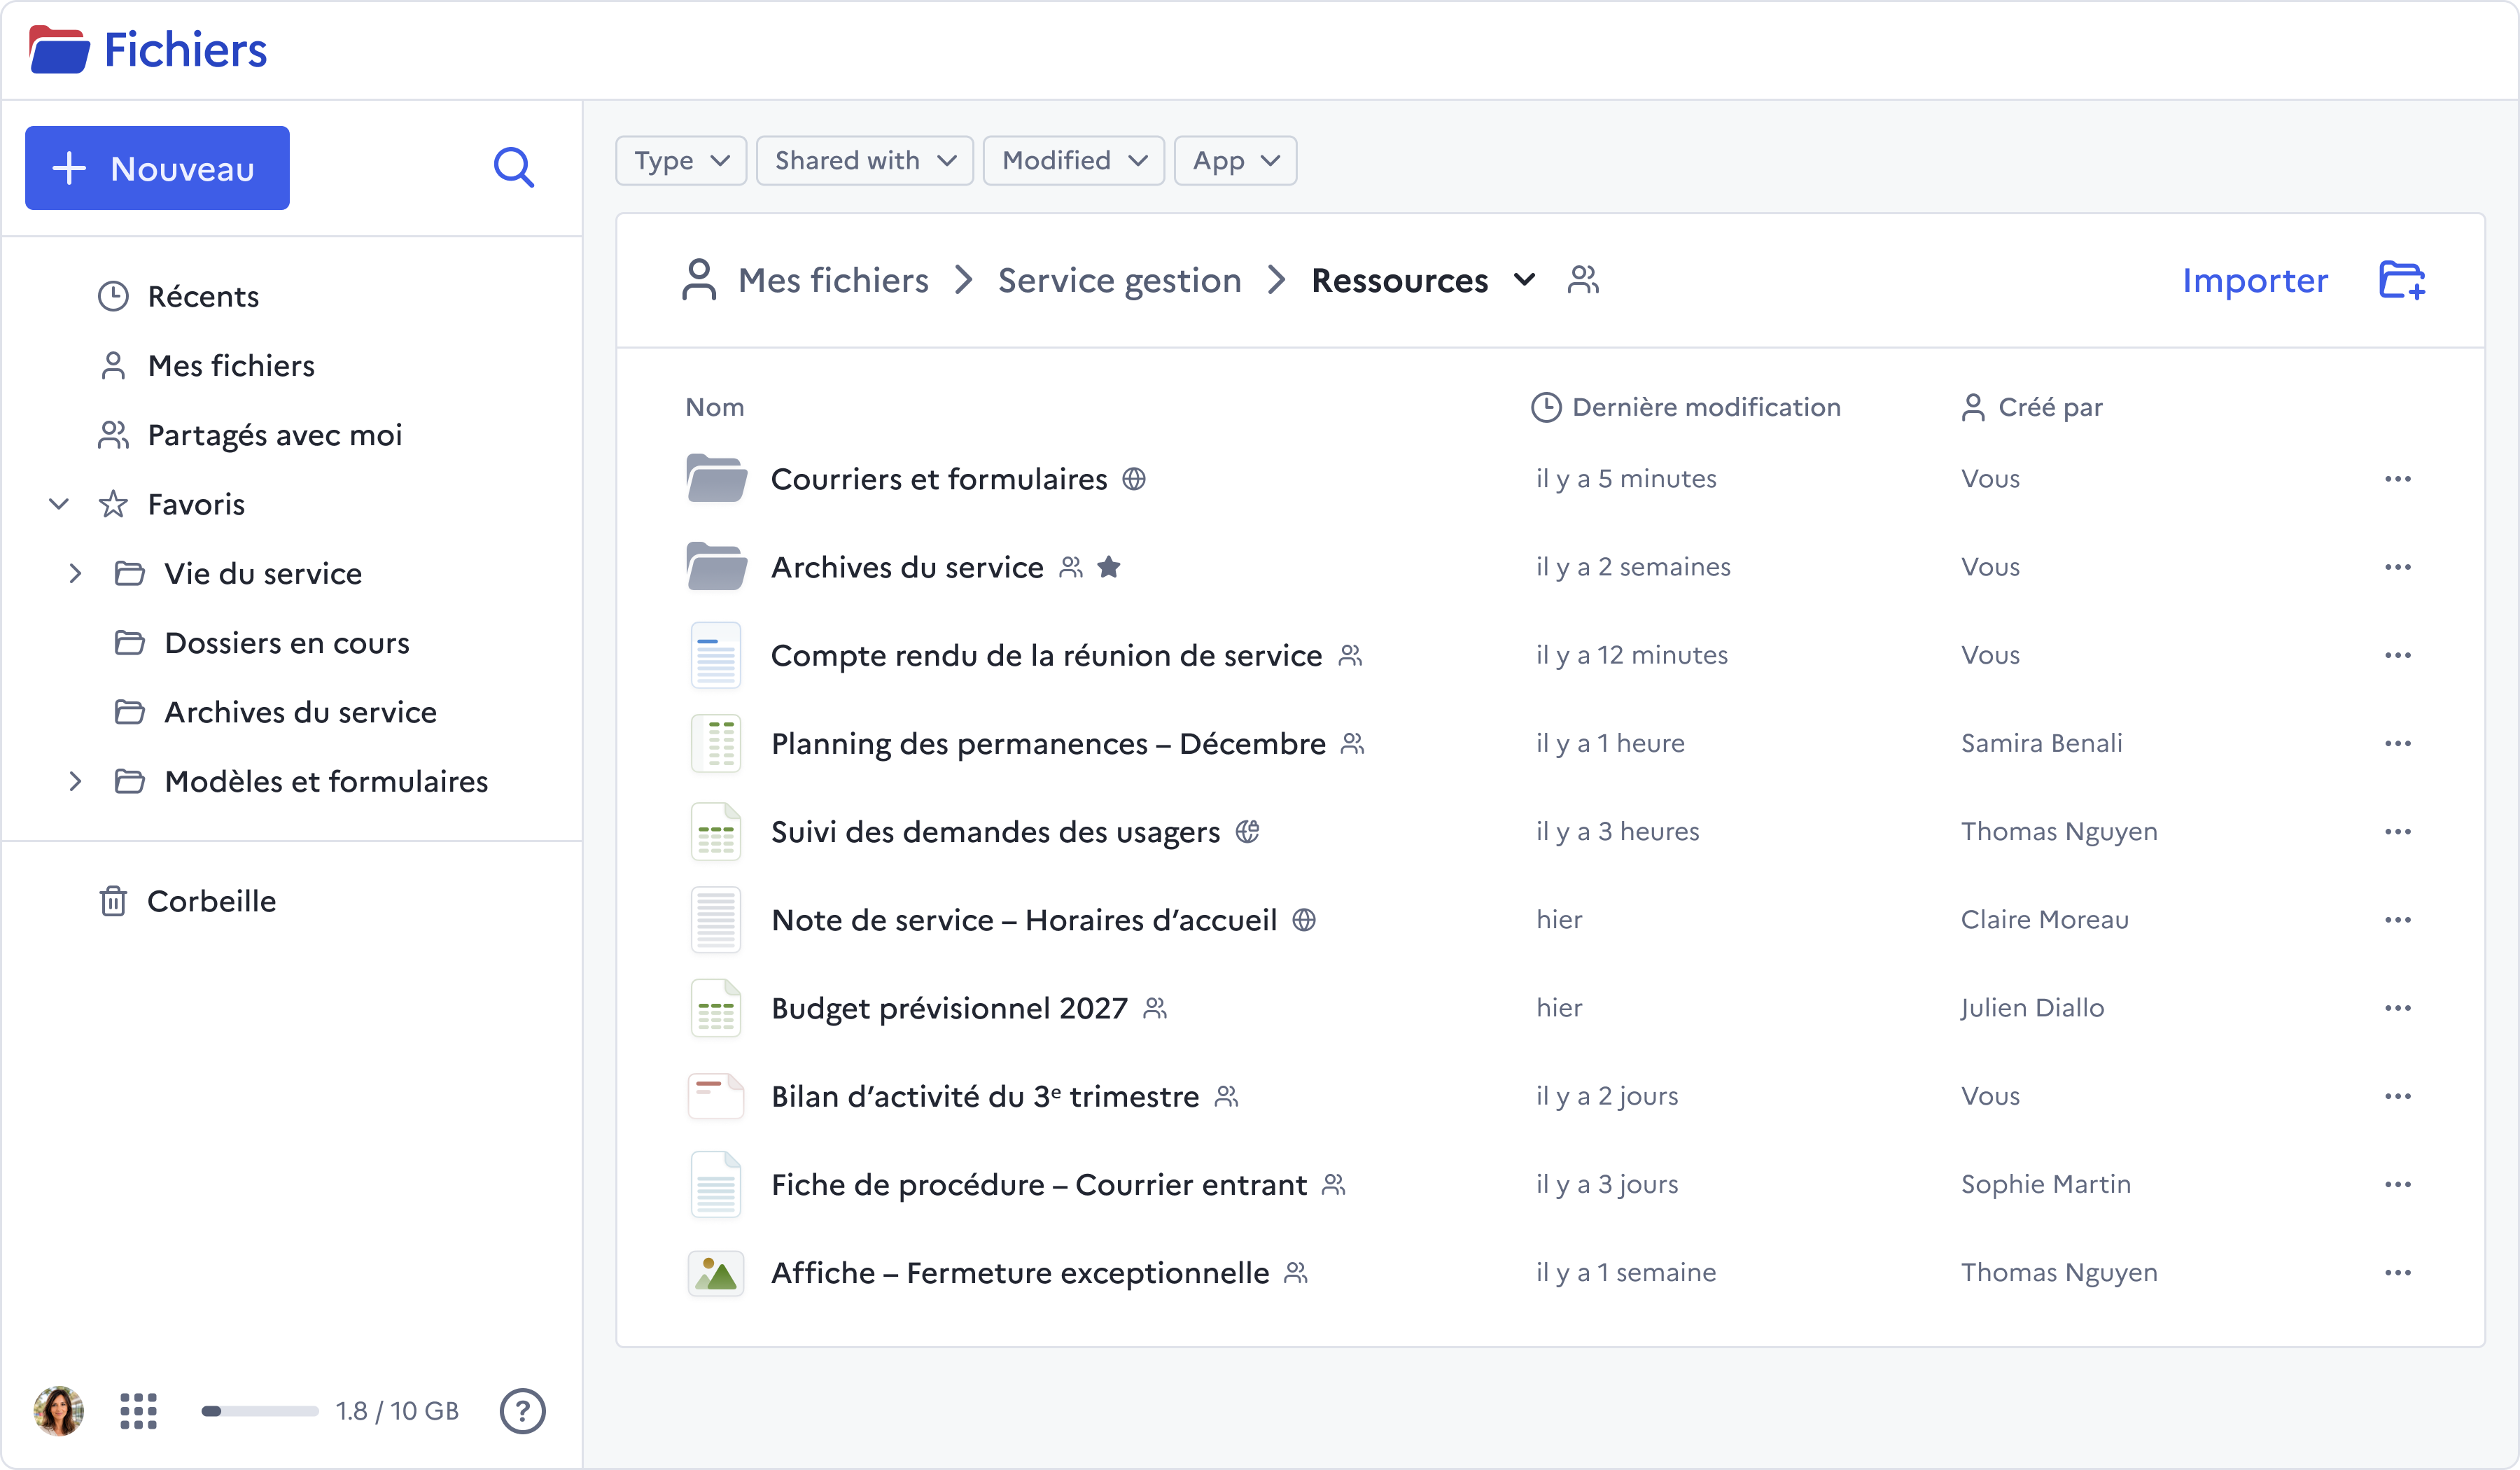 Fichiers
Nouveau
Récents
Mes fichiers
Partagés avec moi
Favoris
Vie du service
Dossiers en cours
Archives du service
Modèles et formulaires
Corbeille
1.8 / 10 GB
?
Type
Shared with
Modified
App
Mes fichiers > Service gestion > Ressources
Importer
Nom Dernière modification Créé par
Courriers et formulaires il y a 5 minutes Vous
Archives du service il y a 2 semaines Vous
Compte rendu de la réunion de service il y a 12 minutes Vous
Planning des permanences – Décembre il y a 1 heure Samira Benali
Suivi des demandes des usagers il y a 3 heures Thomas Nguyen
Note de service – Horaires d’accueil hier Claire Moreau
Budget prévisionnel 2027 hier Julien Diallo
Bilan d’activité du 3ᵉ trimestre il y a 2 jours Vous
Fiche de procédure – Courrier entrant il y a 3 jours Sophie Martin
Affiche – Fermeture exceptionnelle il y a 1 semaine Thomas Nguyen